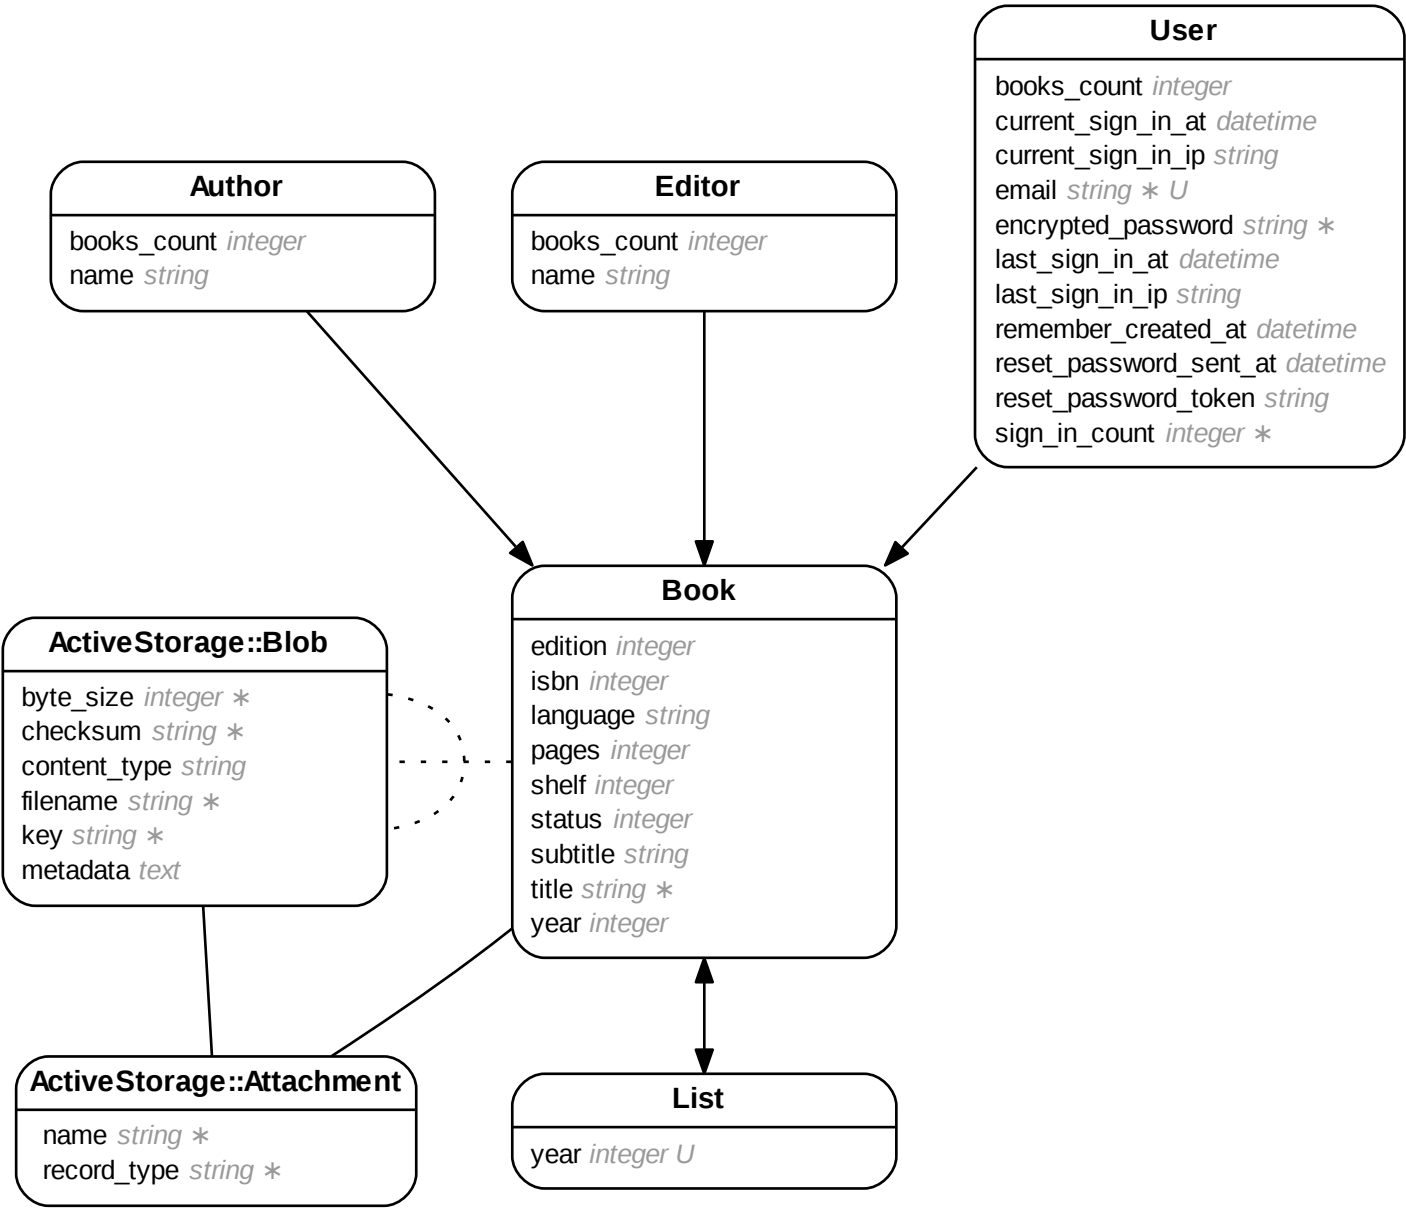 User
books_count integer
current_sign_in_at datetime
current_sign_in_ip string
email string ∗ U
encrypted_password string ∗
last_sign_in_at datetime
last_sign_in_ip string
remember_created_at datetime
reset_password_sent_at datetime
reset_password_token string
sign_in_count integer ∗
Author
books_count integer
name string
Editor
books_count integer
name string
Book
edition integer
isbn integer
language string
pages integer
shelf integer
status integer
subtitle string
title string ∗
year integer
ActiveStorage::Blob
byte_size integer ∗
checksum string ∗
content_type string
filename string ∗
key string ∗
metadata text
ActiveStorage::Attachment
name string ∗
record_type string ∗
List
year integer U